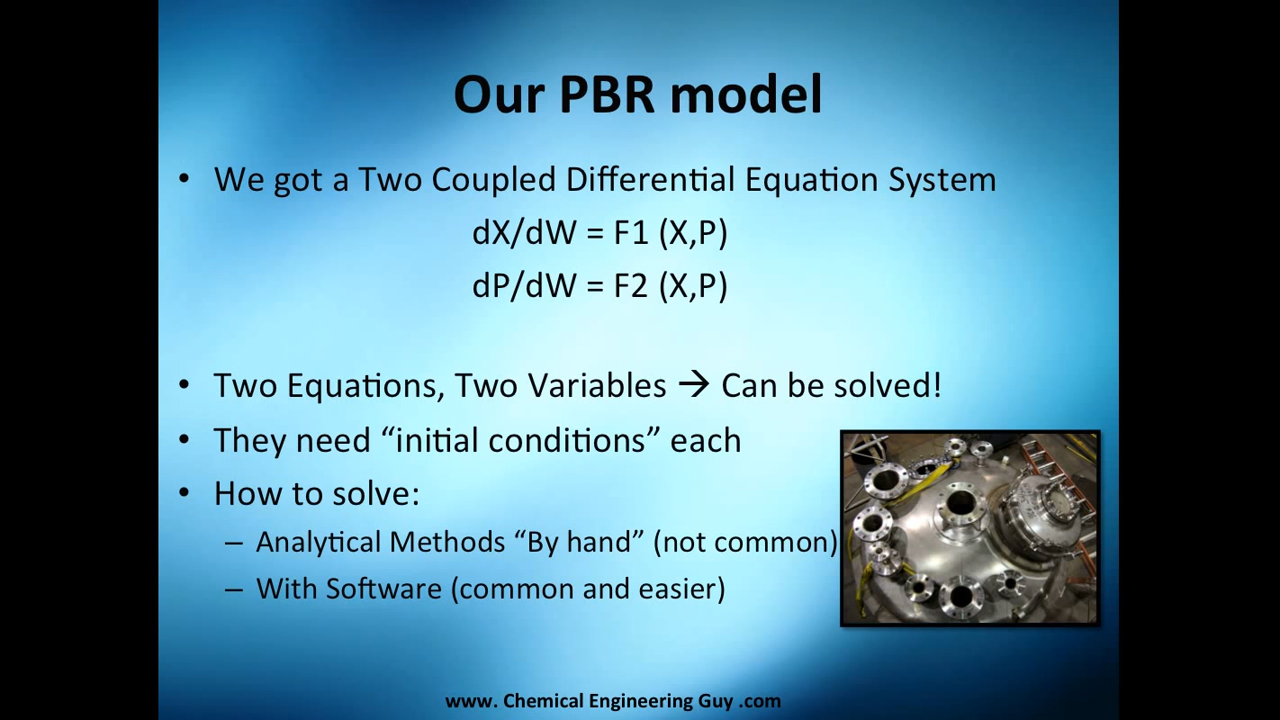 Our PBR model
• We got a Two Coupled Differential Equation System
dX/dW = F1 (X,P)
dP/dW = F2 (X,P)
• Two Equations, Two Variables → Can be solved!
• They need “initial conditions” each
• How to solve:
– Analytical Methods “By hand” (not common)
– With Software (common and easier)
www. Chemical Engineering Guy .com